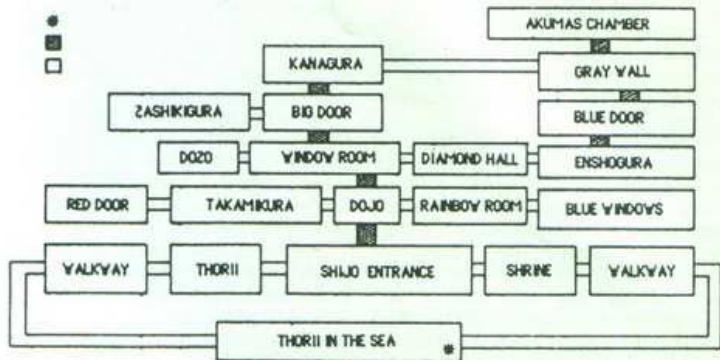 AKUMAS CHAMBER
KANAGURA GRAY WALL
ZASHIKIGURA BIG DOOR BLUE DOOR
DOZO WINDOW ROOM DIAMOND HALL ENSHOGURA
RED DOOR TAKAMIKURA DOJO RAINBOW ROOM BLUE WINDOWS
WALKWAY THORII SHIJO ENTRANCE SHRINE WALKWAY
THORII IN THE SEA